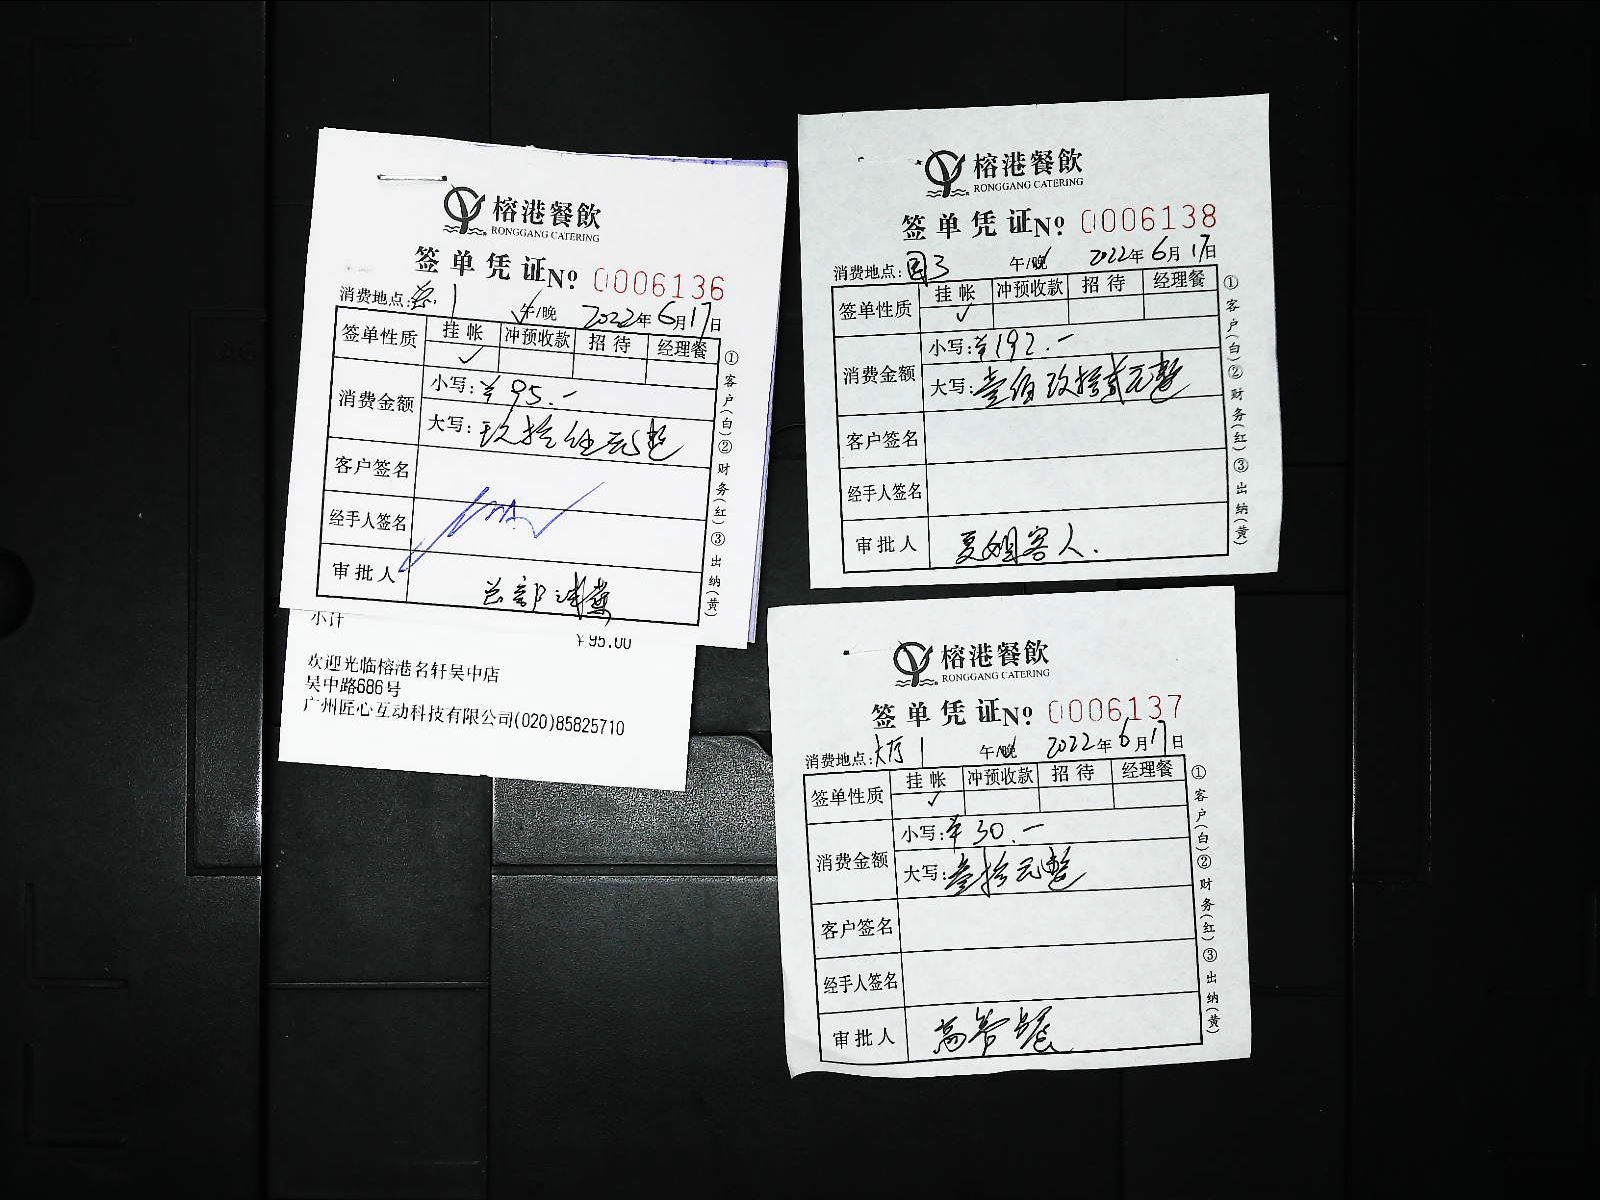 榕港餐飲
RONGGANG CATERING
签单凭证No 0006136
消费地点: 1 午/晚 2022年6月17日
签单性质 挂帐 冲预收款 招待 经理餐
✓
消费金额 小写:¥95.-
大写:玖拾伍元整
客户签名
经手人签名
审批人 总部
①客户(白)②财务(红)③出纳(黄)
小计
¥95.00
欢迎光临榕港名轩吴中店
吴中路686号
广州匠心互动科技有限公司(020)85825710
榕港餐飲
RONGGANG CATERING
签单凭证No 0006138
消费地点: 3 午/晚 2022年6月17日
签单性质 挂帐 冲预收款 招待 经理餐
✓
消费金额 小写:¥192.-
大写:壹佰玖拾贰元整
客户签名
经手人签名
审批人 夏姐客人.
①客户(白)②财务(红)③出纳(黄)
榕港餐飲
RONGGANG CATERING
签单凭证No 0006137
消费地点:大厅1 午/晚 2022年6月17日
签单性质 挂帐 冲预收款 招待 经理餐
✓
消费金额 小写:¥30.-
大写:叁拾元整
客户签名
经手人签名
审批人 高
①客户(白)②财务(红)③出纳(黄)